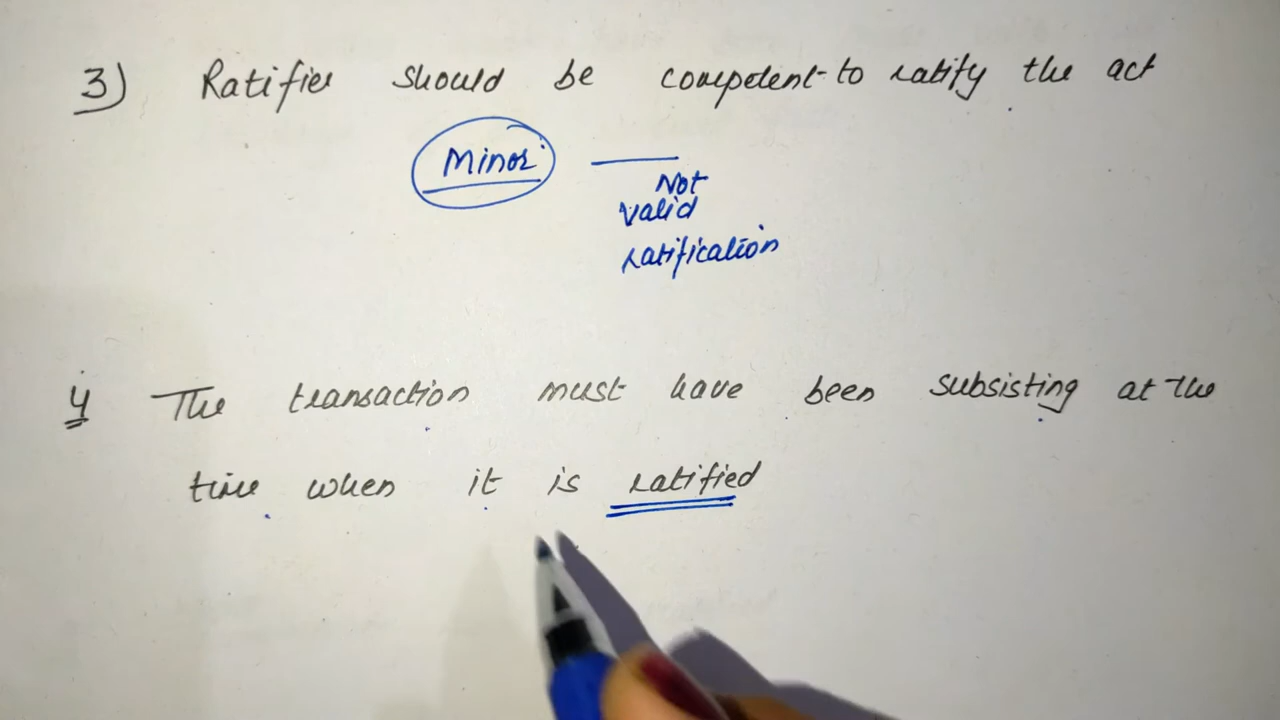 3) Ratifier should be competent to ratify the act
Minor —
Not
valid
ratification
4 The transaction must have been subsisting at the
time when it is ratified